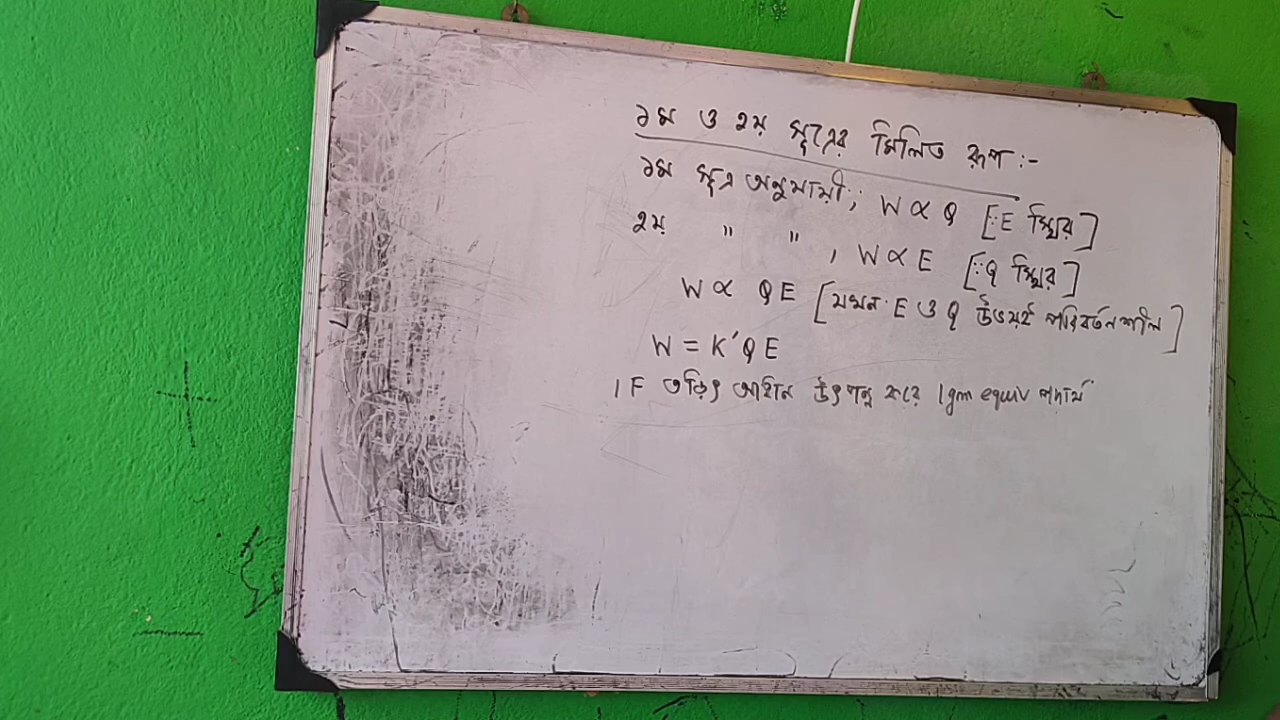 ১ম ও ২য় সূত্রের মিলিত রূপ :-
১ম সূত্র অনুযায়ী; W ∝ Q [∵ E স্থির]
২য় " " , W ∝ E [∵ Q স্থির]
W ∝ QE [যখন E ও Q উভয়ই পরিবর্তনশীল]
W = K′QE
1F তড়িৎ আধান উৎপন্ন করে 1gm equiv পদার্থ